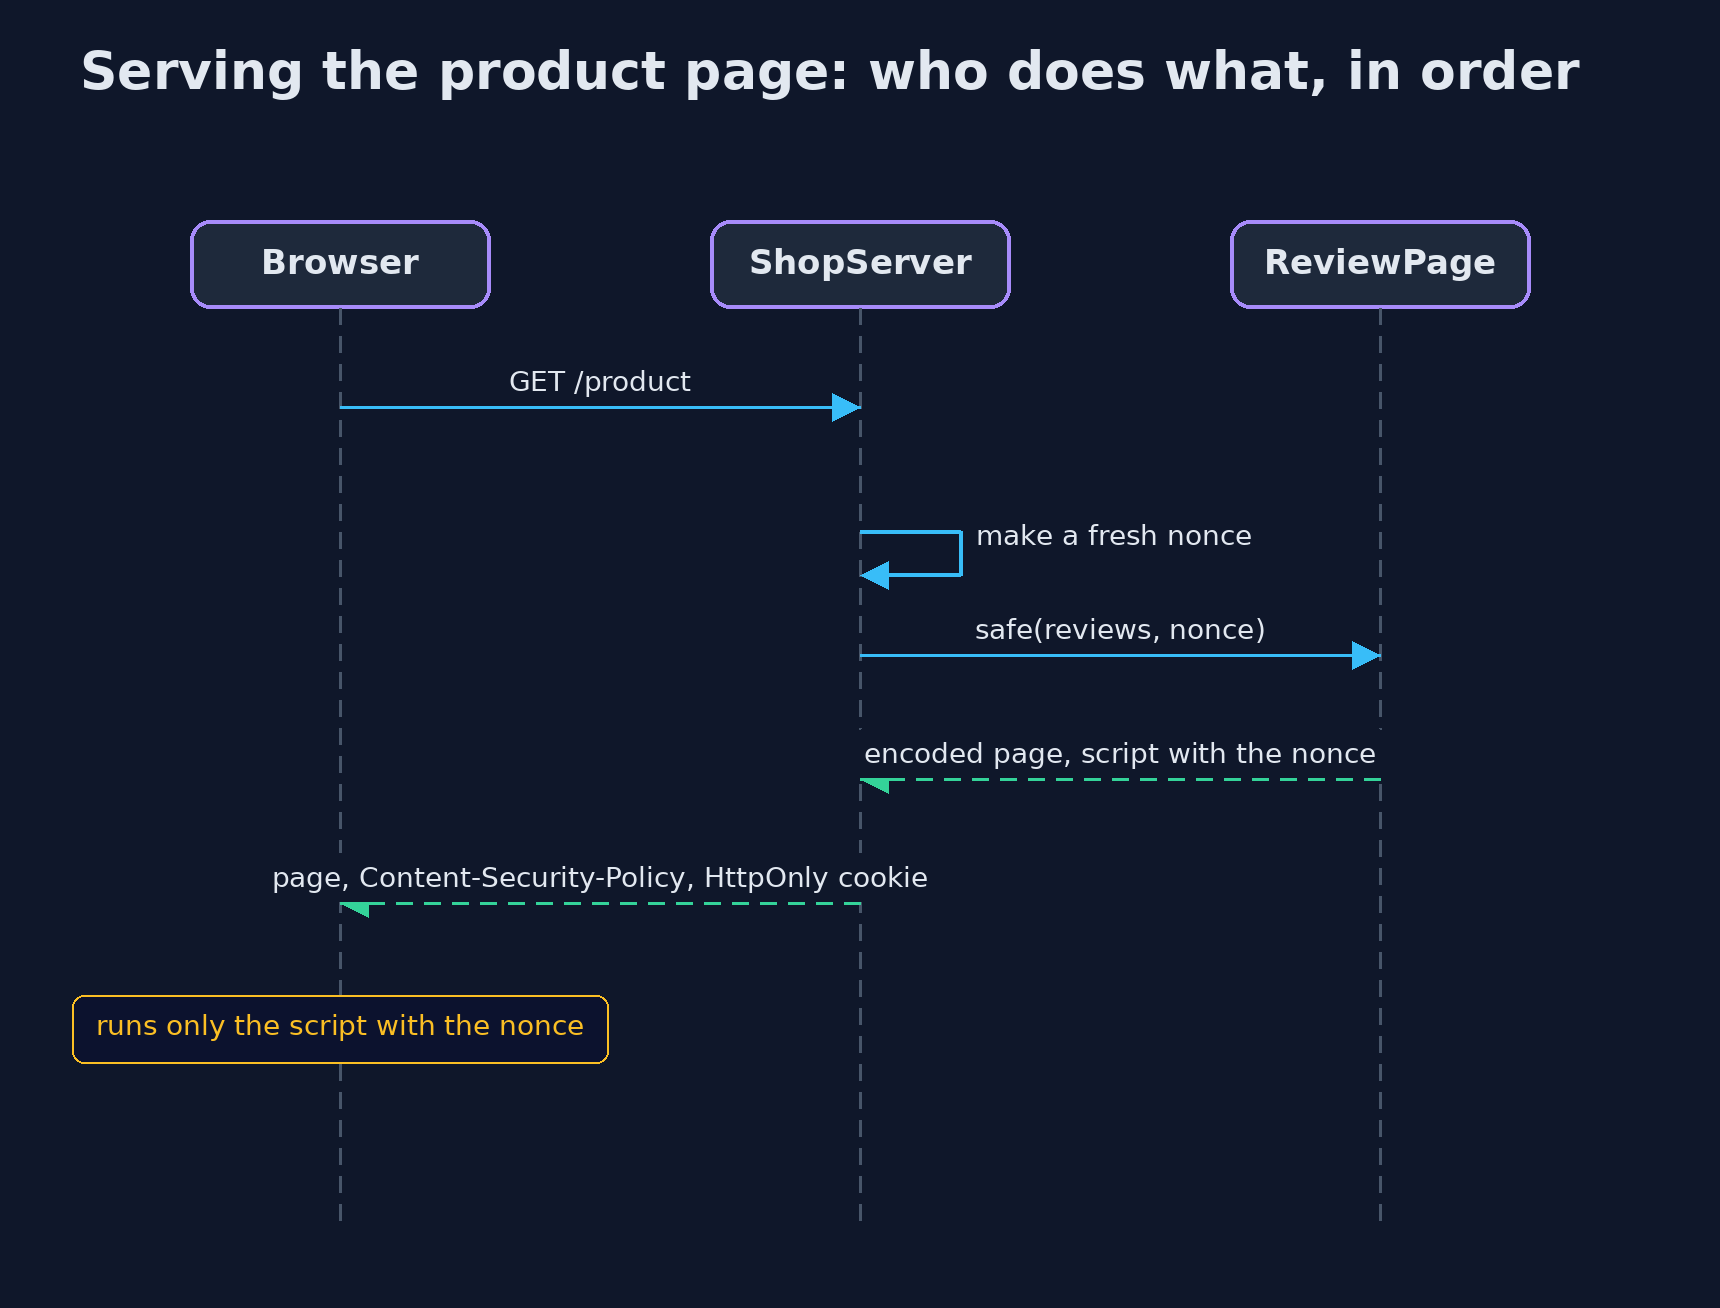 Serving the product page: who does what, in order
Browser
ShopServer
ReviewPage
GET /product
make a fresh nonce
safe(reviews, nonce)
encoded page, script with the nonce
page, Content-Security-Policy, HttpOnly cookie
runs only the script with the nonce